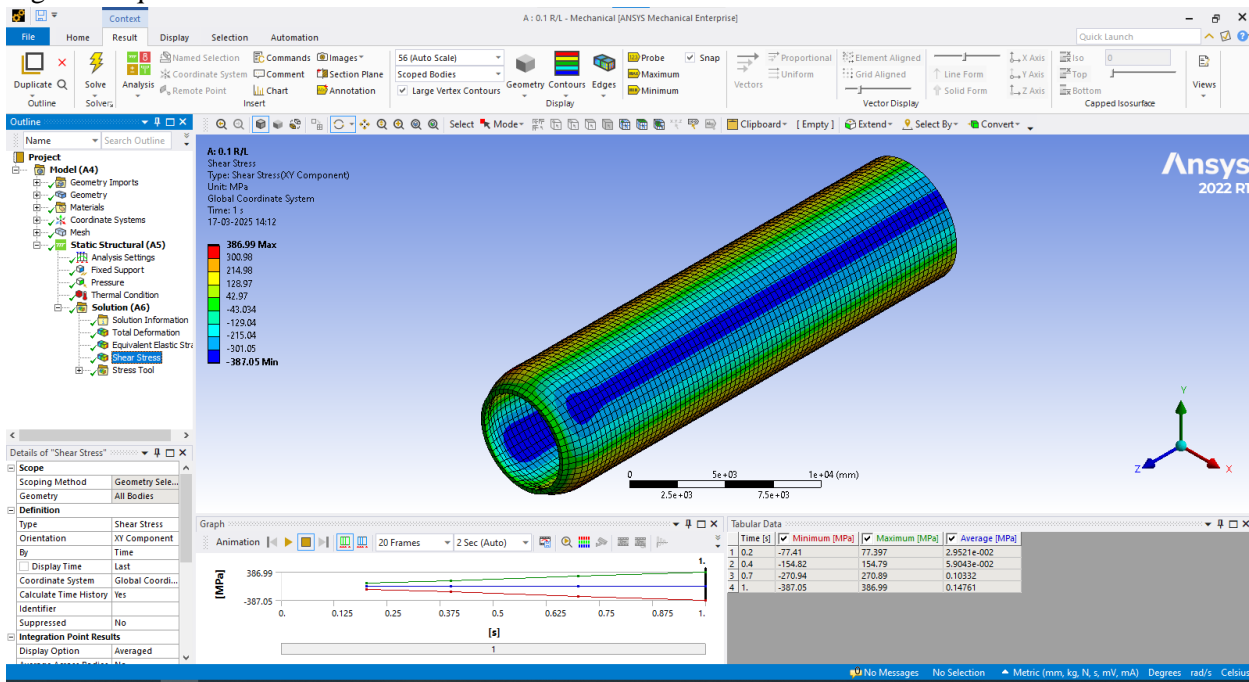 Context
A : 0.1 R/L - Mechanical [ANSYS Mechanical Enterprise]
File Home Result Display Selection Automation
Quick Launch
Duplicate
Outline
Solve
Analysis
Named Selection
Coordinate System
Remote Point
Commands
Comment
Chart
Images
Section Plane
Annotation
Insert
56 (Auto Scale)
Scoped Bodies
Large Vertex Contours
Geometry Contours Edges
Display
Probe
Maximum
Minimum
Snap
Vectors
Proportional
Uniform
Element Aligned
Grid Aligned
Line Form
Solid Form
X Axis
Y Axis
Z Axis
Vector Display
Iso
0
Top
Bottom
Capped Isosurface
Views
Outline
Select Mode Clipboard [ Empty ] Extend Select By Convert
Name
Search Outline
Project
Model (A4)
Geometry Imports
Geometry
Materials
Coordinate Systems
Mesh
Static Structural (A5)
Analysis Settings
Fixed Support
Pressure
Thermal Condition
Solution (A6)
Solution Information
Total Deformation
Equivalent Elastic Stra
Shear Stress
Stress Tool
A: 0.1 R/L
Shear Stress
Type: Shear Stress(XY Component)
Unit: MPa
Global Coordinate System
Time: 1 s
17-03-2025 14:12
386.99 Max
300.98
214.98
128.97
42.97
-43.034
-129.04
-215.04
-301.05
-387.05 Min
Ansys
2022 R1
0 5e+03 1e+04 (mm)
2.5e+03 7.5e+03
Y
Z X
Details of "Shear Stress"
Scope
Scoping Method Geometry Sele...
Geometry All Bodies
Definition
Type Shear Stress
Orientation XY Component
By Time
Display Time Last
Coordinate System Global Coordi...
Calculate Time History Yes
Identifier
Suppressed No
Integration Point Results
Display Option Averaged
Graph
Animation 20 Frames 2 Sec (Auto)
1.
[MPa]
386.99
-387.05
0. 0.125 0.25 0.375 0.5 0.625 0.75 0.875 1.
[s]
1
Tabular Data
Time [s] Minimum [MPa] Maximum [MPa] Average [MPa]
1 0.2 -77.41 77.397 2.9521e-002
2 0.4 -154.82 154.79 5.9043e-002
3 0.7 -270.94 270.89 0.10332
4 1. -387.05 386.99 0.14761
No Messages No Selection Metric (mm, kg, N, s, mV, mA) Degrees rad/s Celsius